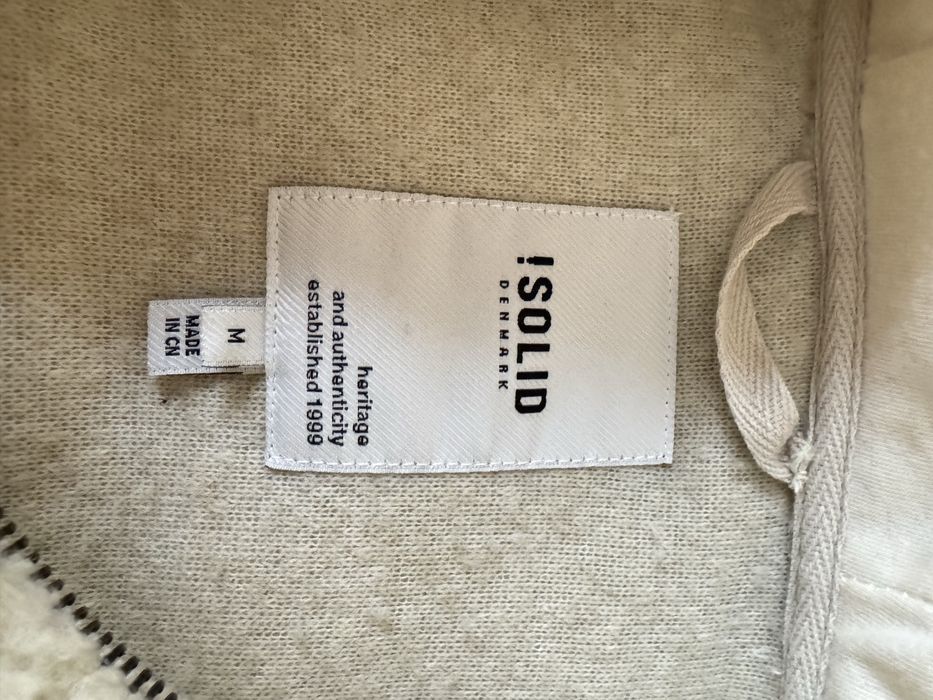 !SOLID
DENMARK
heritage
and authenticity
established 1999
M
MADE
IN CN